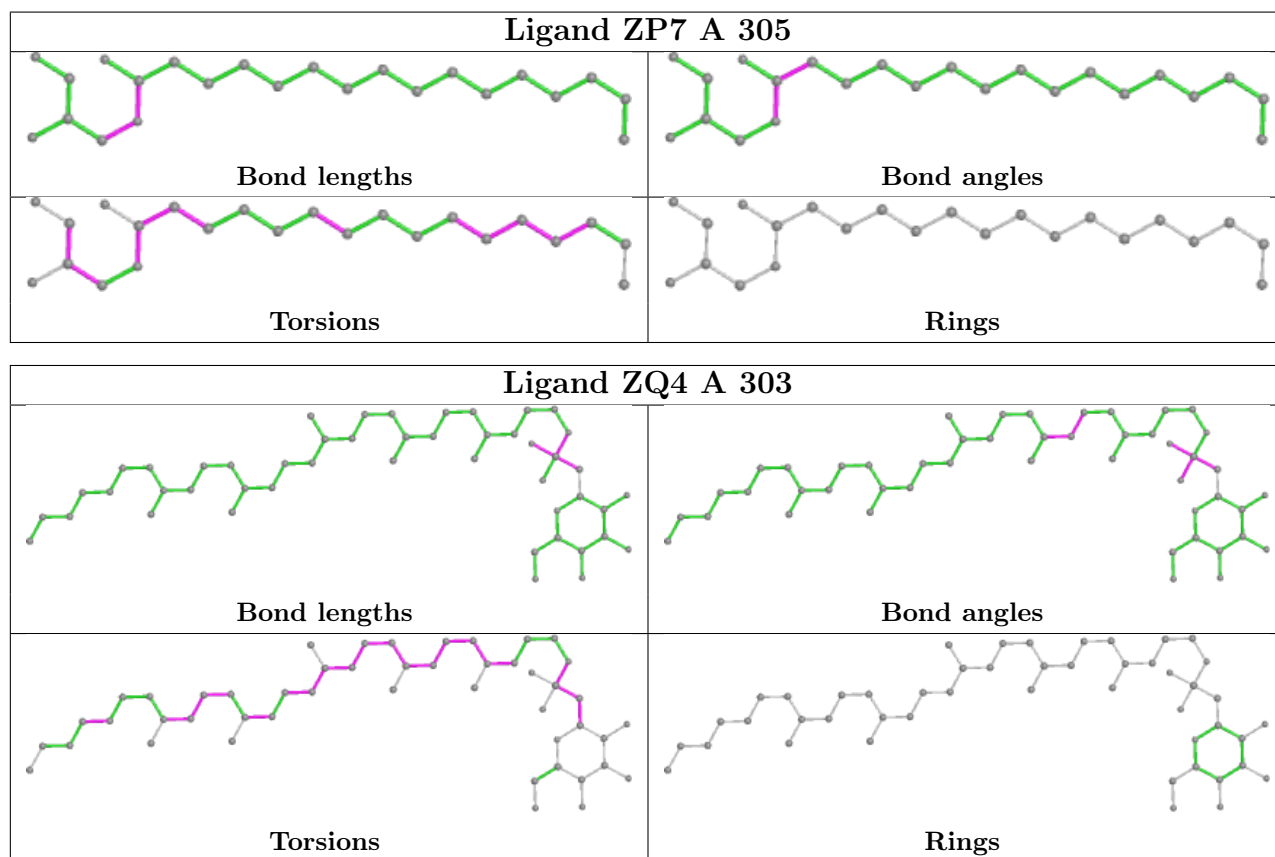 Ligand ZP7 A 305
Bond lengths
Bond angles
Torsions
Rings
Ligand ZQ4 A 303
Bond lengths
Bond angles
Torsions
Rings